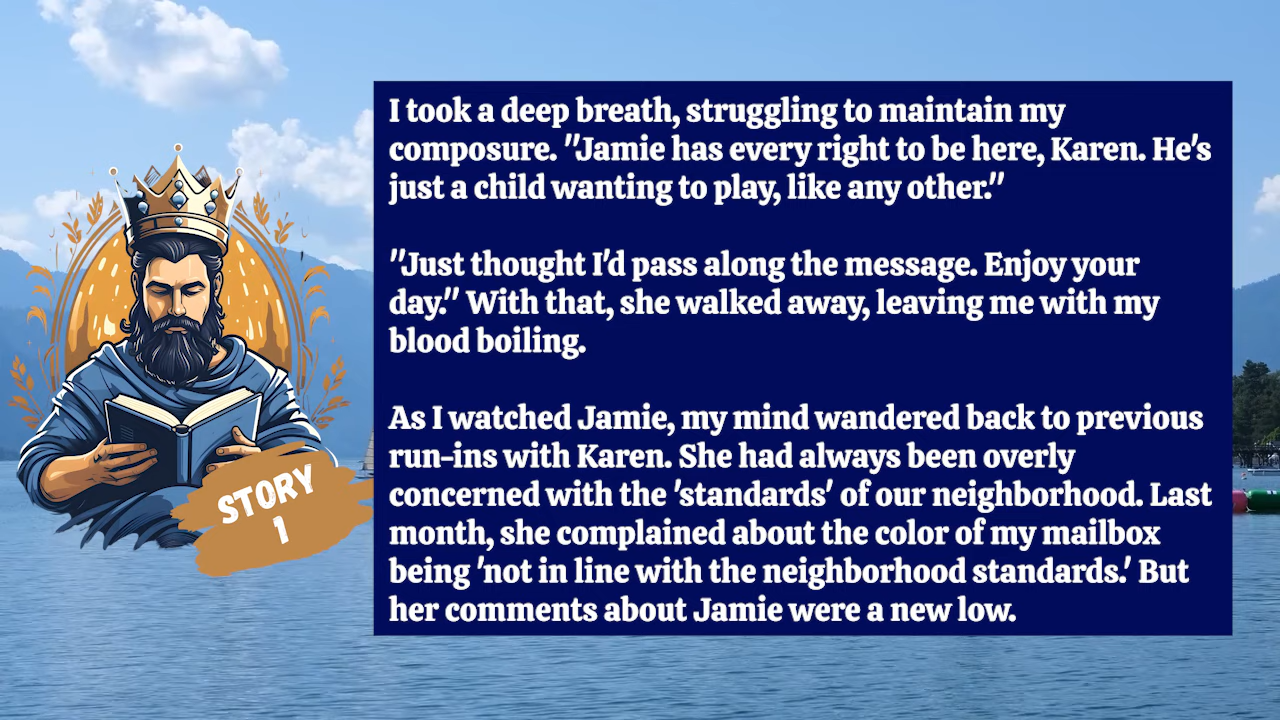 I took a deep breath, struggling to maintain my
composure. "Jamie has every right to be here, Karen. He's
just a child wanting to play, like any other."
"Just thought I'd pass along the message. Enjoy your
day." With that, she walked away, leaving me with my
blood boiling.
As I watched Jamie, my mind wandered back to previous
run-ins with Karen. She had always been overly
concerned with the 'standards' of our neighborhood. Last
month, she complained about the color of my mailbox
being 'not in line with the neighborhood standards.' But
her comments about Jamie were a new low.
STORY
1